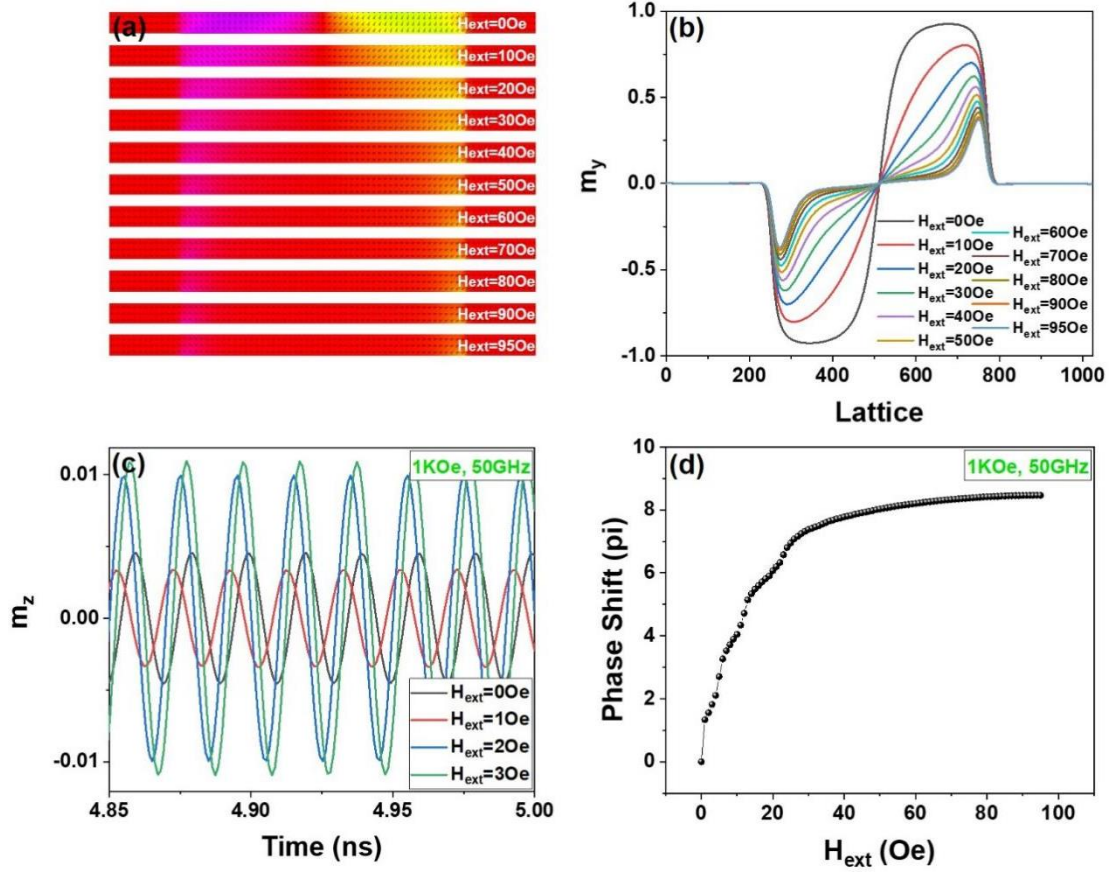 (a)
Hext=0Oe
Hext=10Oe
Hext=20Oe
Hext=30Oe
Hext=40Oe
Hext=50Oe
Hext=60Oe
Hext=70Oe
Hext=80Oe
Hext=90Oe
Hext=95Oe
(b)
1.0
0.5
0.0
-0.5
-1.0
my
0 200 400 600 800 1000
Lattice
Hext=0Oe
Hext=10Oe
Hext=20Oe
Hext=30Oe
Hext=40Oe
Hext=50Oe
Hext=60Oe
Hext=70Oe
Hext=80Oe
Hext=90Oe
Hext=95Oe
(c)
1KOe, 50GHz
0.01
0.00
-0.01
mz
Hext=0Oe
Hext=1Oe
Hext=2Oe
Hext=3Oe
4.85 4.90 4.95 5.00
Time (ns)
(d)
1KOe, 50GHz
10
8
6
4
2
0
Phase Shift (pi)
0 20 40 60 80 100
Hext (Oe)